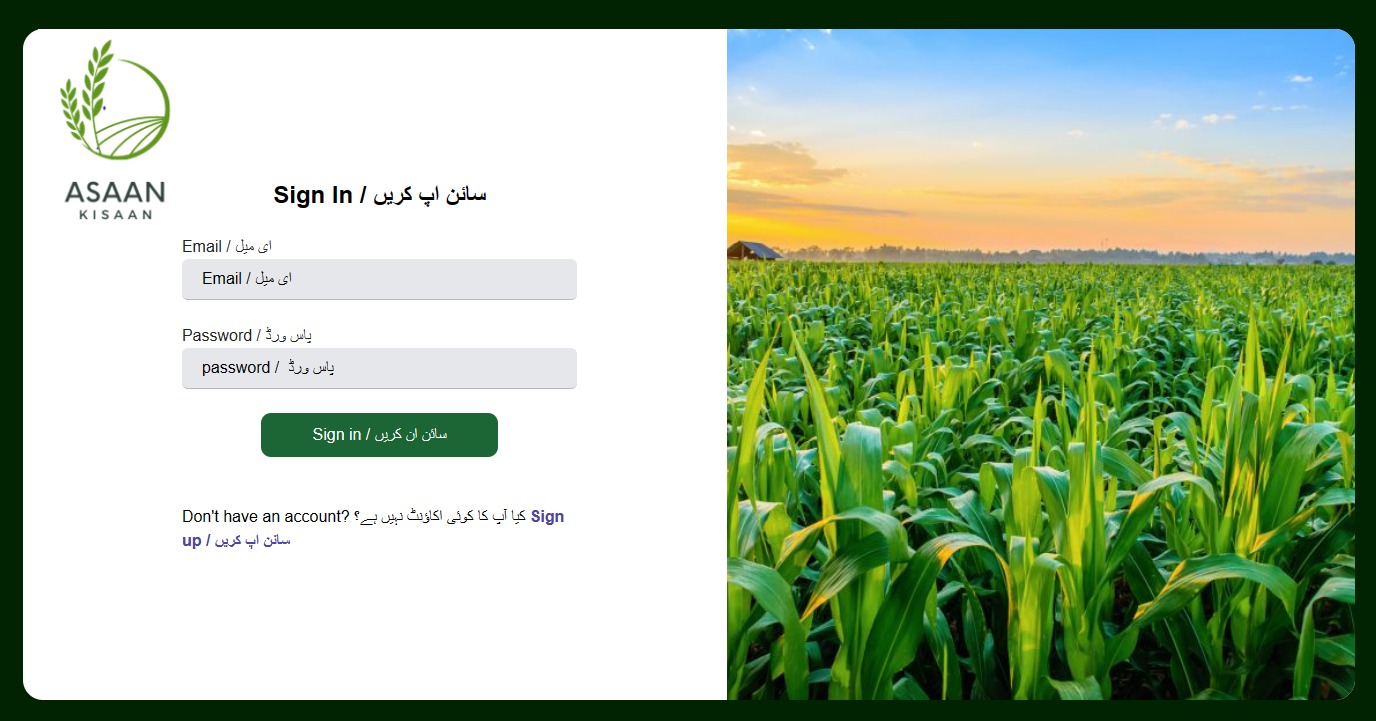 ASAAN
KISAAN
Sign In / سائن اپ کریں
Email / ای میل
Email / ای میل
Password / پاس ورڈ
password / پاس ورڈ
Sign in / سائن ان کریں
Don't have an account? کیا آپ کا کوئی اکاؤنٹ نہیں ہے؟ Sign
up / سائن اپ کریں